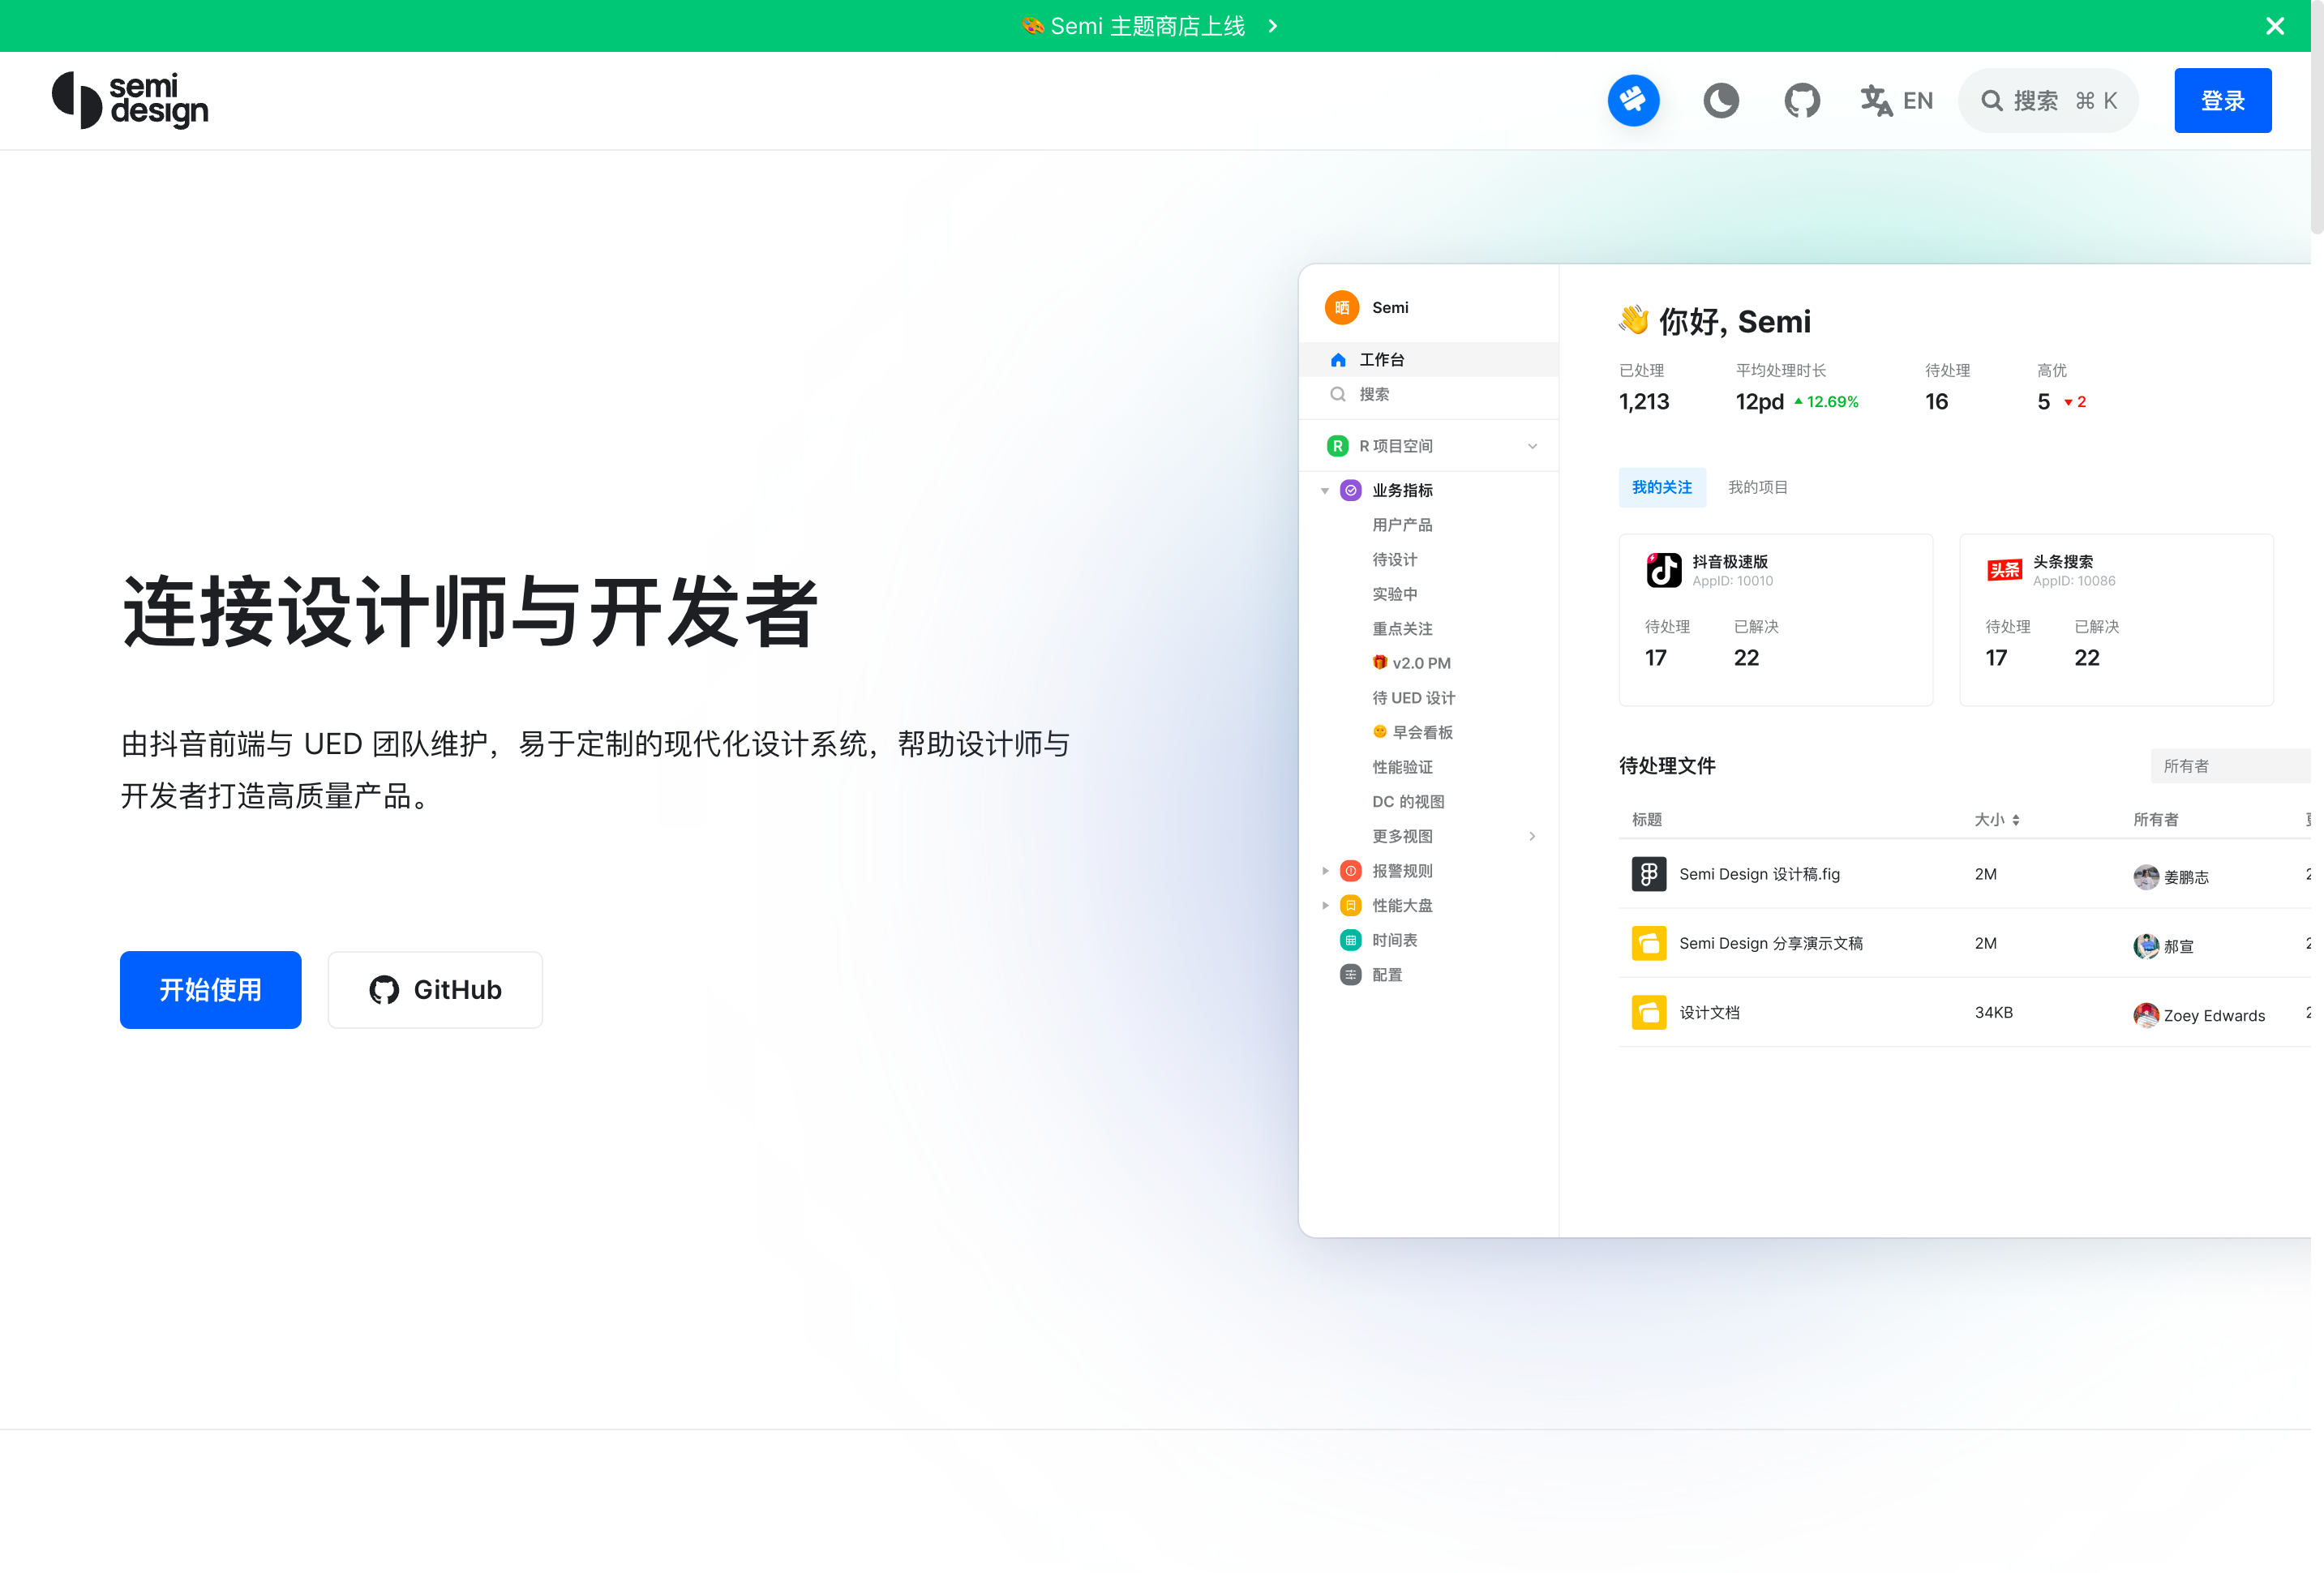 🎨 Semi 主题商店上线
semi design
EN
搜索 ⌘ K
登录
连接设计师与开发者
由抖音前端与 UED 团队维护，易于定制的现代化设计系统，帮助设计师与
开发者打造高质量产品。
开始使用
GitHub
晒 Semi
工作台
搜索
R R 项目空间
业务指标
用户产品
待设计
实验中
重点关注
🎁 v2.0 PM
待 UED 设计
早会看板
性能验证
DC 的视图
更多视图
报警规则
性能大盘
时间表
配置
👋 你好, Semi
已处理 平均处理时长 待处理 高优
1,213 12pd 12.69% 16 5 2
我的关注 我的项目
抖音极速版
AppID: 10010
待处理 已解决
17 22
头条 头条搜索
AppID: 10086
待处理 已解决
17 22
待处理文件 所有者
标题 大小 所有者
Semi Design 设计稿.fig 2M 姜鹏志
Semi Design 分享演示文稿 2M 郝宣
设计文档 34KB Zoey Edwards